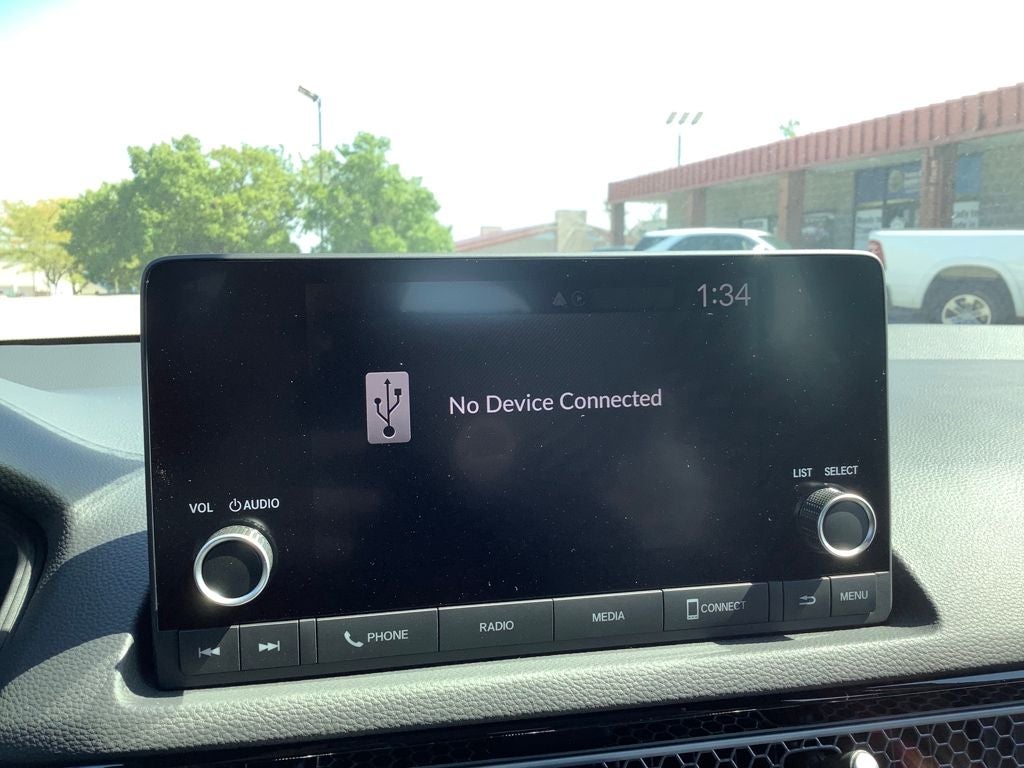 1:34
No Device Connected
LIST SELECT
VOL AUDIO
PHONE
RADIO
MEDIA
CONNECT
MENU